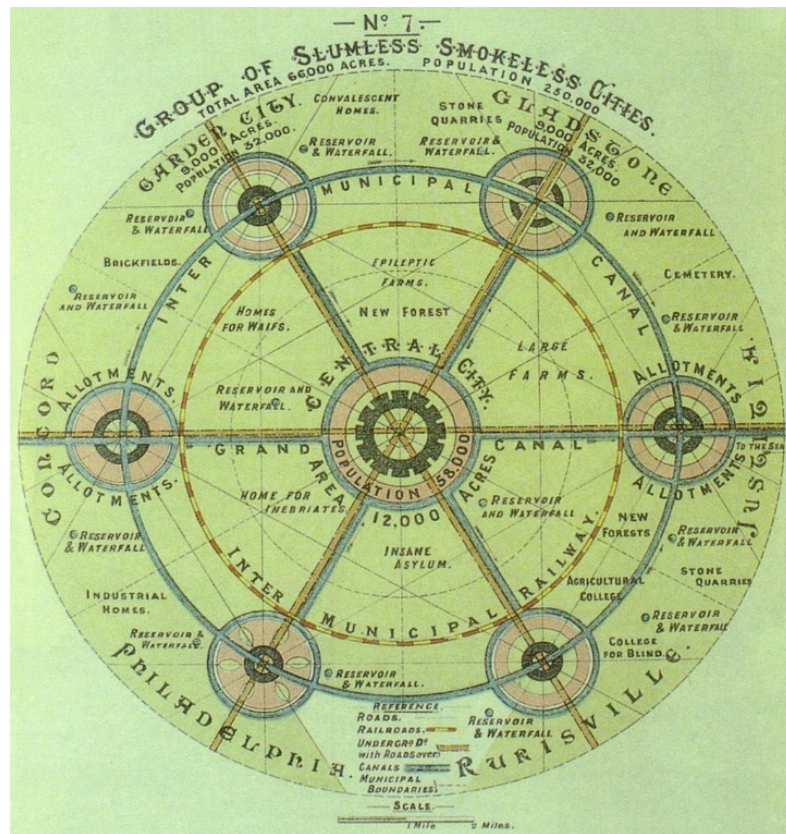 — Nº 7. —
GROUP OF SLUMLESS SMOKELESS CITIES.
TOTAL AREA 66,000 ACRES. POPULATION 250,000
GARDEN CITY.
9,000 ACRES.
POPULATION 32,000.
CONVALESCENT
HOMES.
STONE
QUARRIES
GLADSTONE
9,000 ACRES.
POPULATION
32,000
RESERVOIR
& WATERFALL
RESERVOIR &
WATERFALL.
INTER MUNICIPAL CANAL
RESERVOIR
& WATERFALL
RESERVOIR
AND WATERFALL
BRICKFIELDS.
EPILEPTIC
FARMS.
CEMETERY.
RESERVOIR
AND WATERFALL
HOMES
FOR WAIFS.
NEW FOREST
RESERVOIR
& WATERFALL
LARGE
FARMS.
CENTRAL CITY.
CONCORD
ALLOTMENTS.
RESERVOIR AND
WATERFALL.
ALLOTMENTS
JUSTITIA
GRAND CANAL
TO THE SEA
ALLOTMENTS.
POPULATION 58,000
ALLOTMENTS
HOME FOR
INEBRIATES.
AREA 12,000 ACRES
RESERVOIR
AND WATERFALL
RESERVOIR
& WATERFALL
NEW
FORESTS
RESERVOIR
& WATERFALL
INSANE
ASYLUM.
INTER MUNICIPAL RAILWAY.
STONE
QUARRIES
INDUSTRIAL
HOMES.
AGRICULTURAL
COLLEGE
RESERVOIR
& WATERFALL
RESERVOIR &
WATERFALL
COLLEGE
FOR BLIND.
RESERVOIR
& WATERFALL.
PHILADELPHIA.
RURISVILLE.
REFERENCE.
ROADS.
RAILROADS.
UNDERGRD Dº
with ROADS over
CANALS
MUNICIPAL
BOUNDARIES
RESERVOIR
& WATERFALL
— SCALE. —
1 Mile 2 Miles.